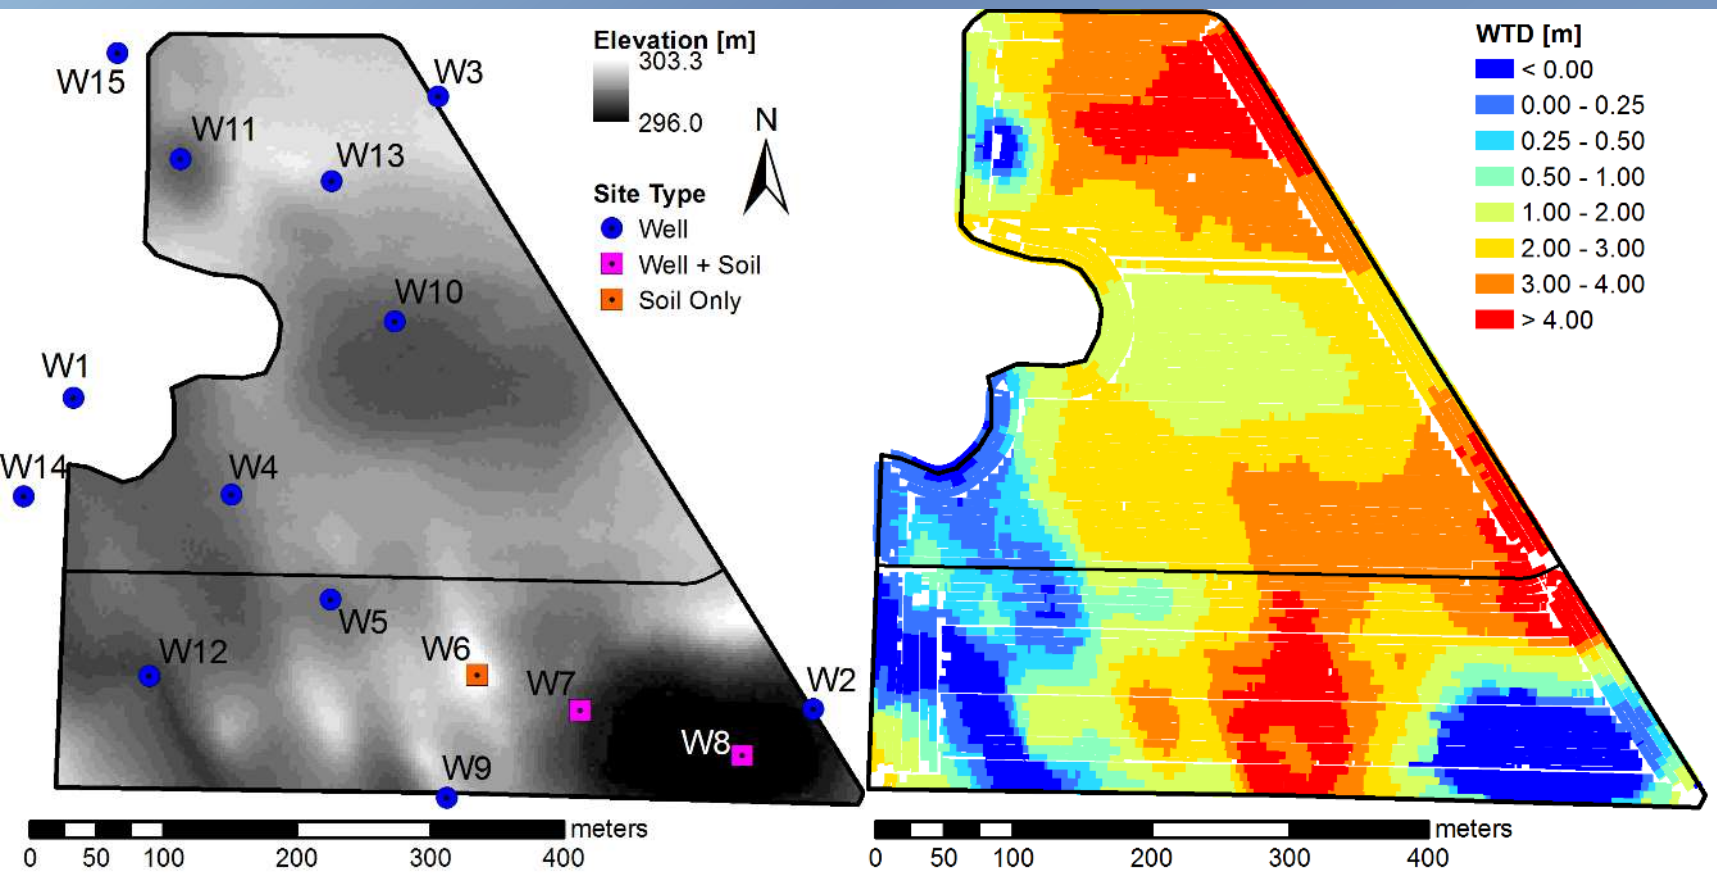 W15
W3
W11
W13
W10
W1
W14
W4
W5
W6
W12
W7
W2
W8
W9
Elevation [m]
303.3
296.0
N
Site Type
Well
Well + Soil
Soil Only
0 50 100 200 300 400 meters
WTD [m]
< 0.00
0.00 - 0.25
0.25 - 0.50
0.50 - 1.00
1.00 - 2.00
2.00 - 3.00
3.00 - 4.00
> 4.00
0 50 100 200 300 400 meters